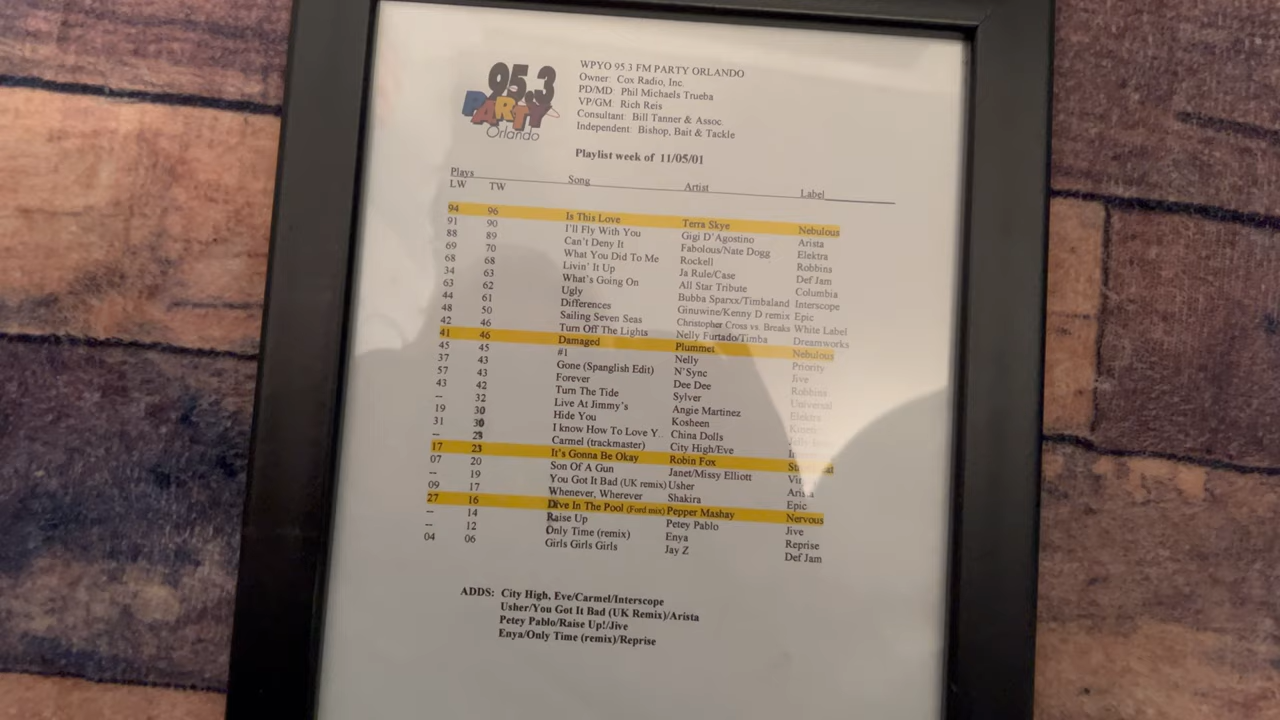 95.3
PARTY
Orlando
WPYO 95.3 FM PARTY ORLANDO
Owner: Cox Radio, Inc.
PD/MD Phil Michaels Trueba
VP/GM: Rich Reis
Consultant: Bill Tanner & Assoc.
Independent: Bishop, Bait & Tackle
Playlist week of 11/05/01
Plays Song Artist Label
LW TW
94 96 Is This Love Terra Skye Nebulous
91 90 I'll Fly With You Gigi D'Agostino Arista
88 89 Can't Deny It Fabolous/Nate Dogg Elektra
69 70 What You Did To Me Rockell Robbins
68 68 Livin' It Up Ja Rule/Case Def Jam
34 63 What's Going On All Star Tribute Columbia
63 62 Ugly Bubba Sparxx/Timbaland Interscope
44 61 Differences Ginuwine/Kenny D remix Epic
48 50 Sailing Seven Seas Christopher Cross vs. Breaks White Label
42 46 Turn Off The Lights Nelly Furtado/Timba Dreamworks
41 46 Damaged Plummet Nebulous
45 45 #1 Nelly Priority
37 43 Gone (Spanglish Edit) N'Sync Jive
57 43 Forever Dee Dee Robbins
43 42 Turn The Tide Sylver Universal
-- 32 Live At Jimmy's Angie Martinez Elektra
19 30 Hide You Kosheen
31 30 I know How To Love Y.. China Dolls
-- Carmel (trackmaster) City High/Eve
17 23 It's Gonna Be Okay Robin Fox
07 20 Son Of A Gun Janet/Missy Elliott
-- 19 You Got It Bad (UK remix) Usher Arista
09 17 Whenever, Wherever Shakira Epic
27 16 Dive In The Pool (Ford mix) Pepper Mashay Nervous
-- 14 Raise Up Petey Pablo Jive
-- 12 Only Time (remix) Enya Reprise
04 06 Girls Girls Girls Jay Z Def Jam
ADDS: City High, Eve/Carmel/Interscope
Usher/You Got It Bad (UK Remix)/Arista
Petey Pablo/Raise Up!/Jive
Enya/Only Time (remix)/Reprise